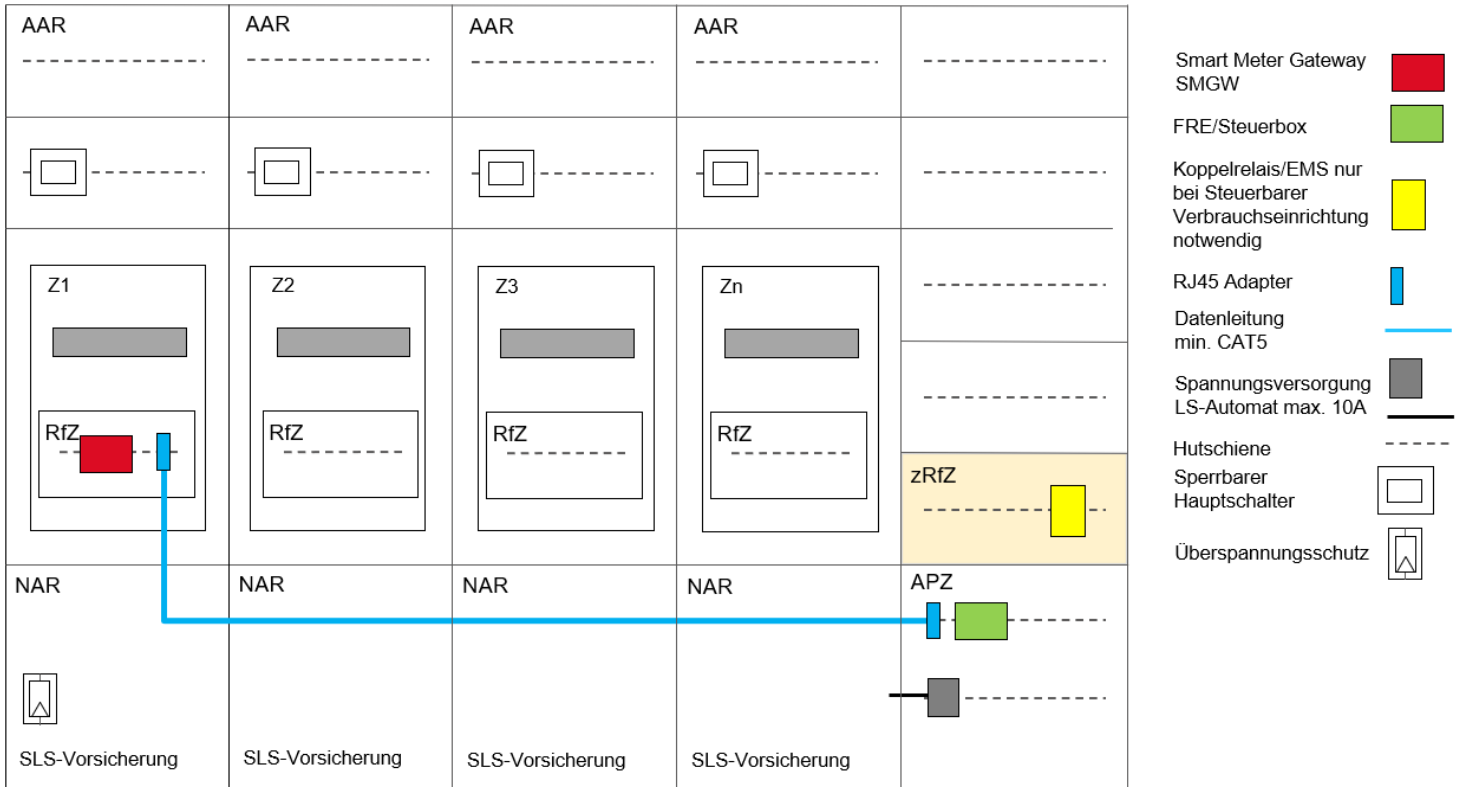 AAR
AAR
AAR
AAR
Z1
Z2
Z3
Zn
RfZ
RfZ
RfZ
RfZ
zRfZ
NAR
NAR
NAR
NAR
APZ
SLS-Vorsicherung
SLS-Vorsicherung
SLS-Vorsicherung
SLS-Vorsicherung
Smart Meter Gateway
SMGW
FRE/Steuerbox
Koppelrelais/EMS nur
bei Steuerbarer
Verbrauchseinrichtung
notwendig
RJ45 Adapter
Datenleitung
min. CAT5
Spannungsversorgung
LS-Automat max. 10A
Hutschiene
Sperrbarer
Hauptschalter
Überspannungsschutz